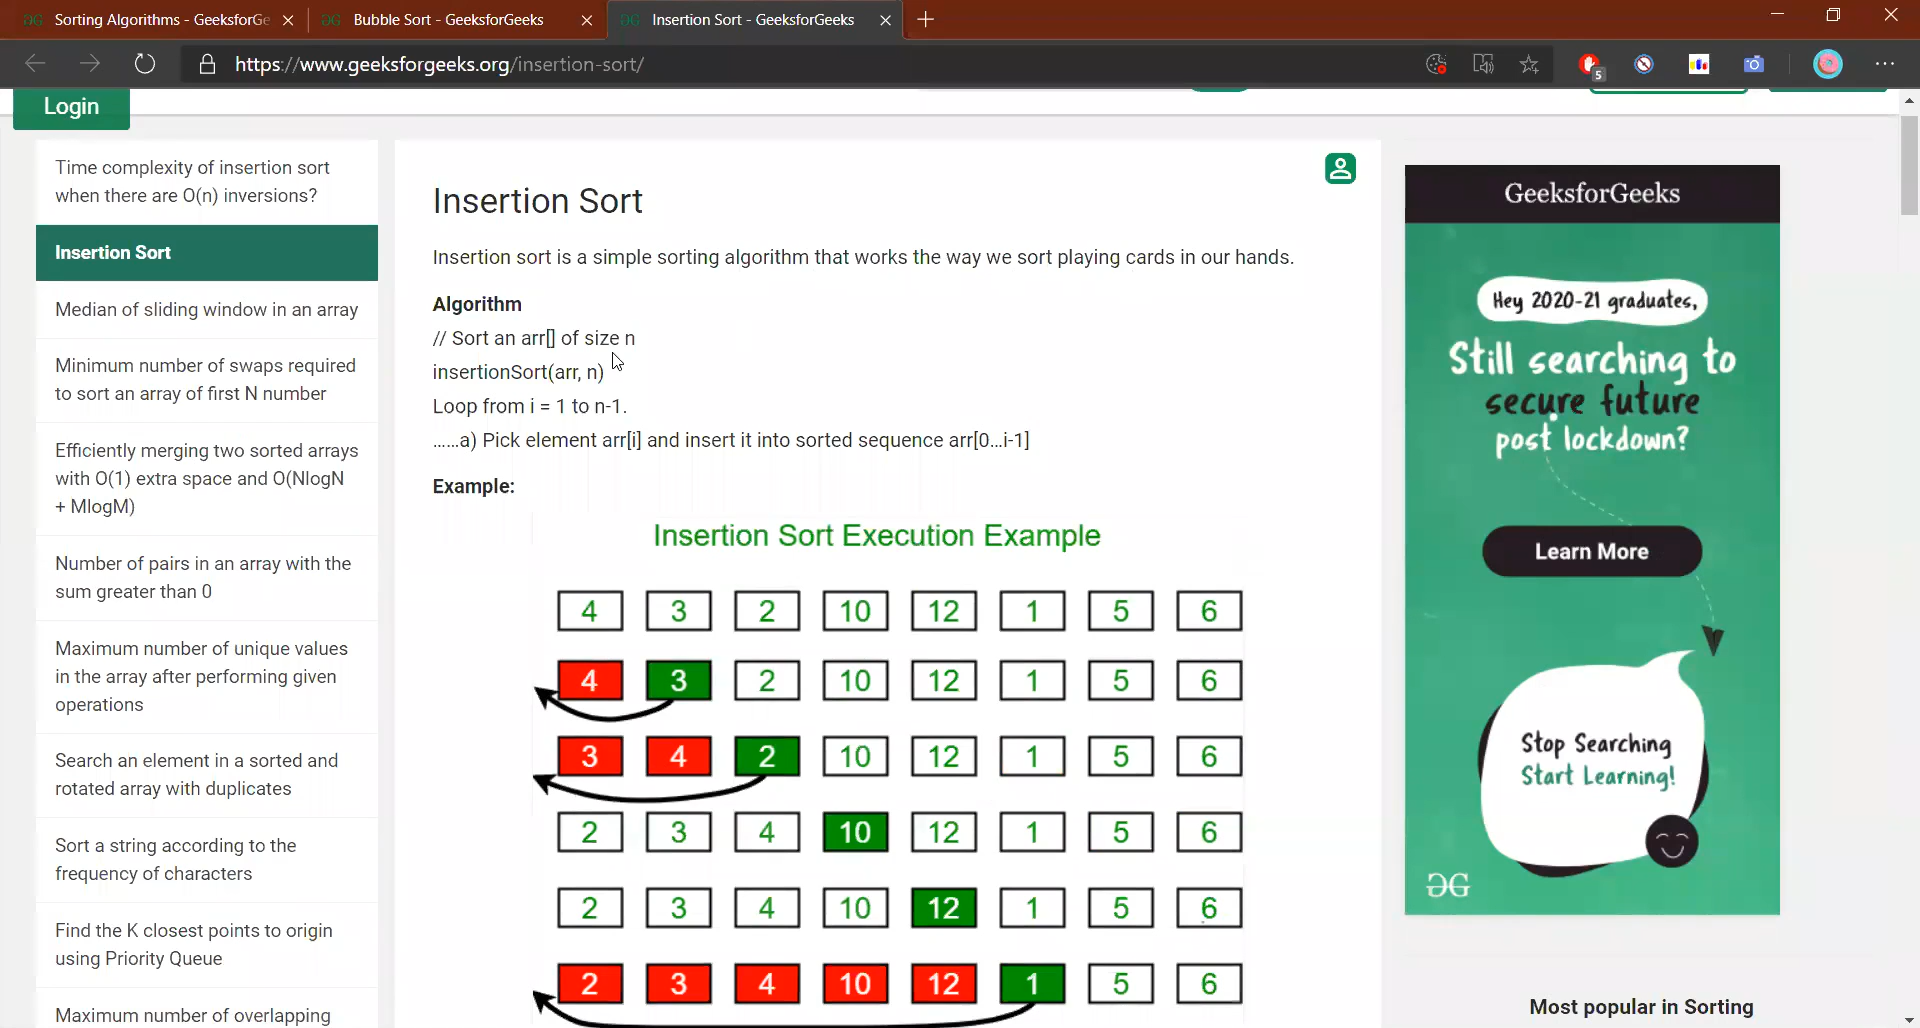 Sorting Algorithms - GeeksforGe
Bubble Sort - GeeksforGeeks
Insertion Sort - GeeksforGeeks
https://www.geeksforgeeks.org/insertion-sort/
5
Login
Time complexity of insertion sort
when there are O(n) inversions?
Insertion Sort
Median of sliding window in an array
Minimum number of swaps required
to sort an array of first N number
Efficiently merging two sorted arrays
with O(1) extra space and O(NlogN
+ MlogM)
Number of pairs in an array with the
sum greater than 0
Maximum number of unique values
in the array after performing given
operations
Search an element in a sorted and
rotated array with duplicates
Sort a string according to the
frequency of characters
Find the K closest points to origin
using Priority Queue
Maximum number of overlapping
Insertion Sort
Insertion sort is a simple sorting algorithm that works the way we sort playing cards in our hands.
Algorithm
// Sort an arr[] of size n
insertionSort(arr, n)
Loop from i = 1 to n-1.
……a) Pick element arr[i] and insert it into sorted sequence arr[0…i-1]
Example:
Insertion Sort Execution Example
4 3 2 10 12 1 5 6
4 3 2 10 12 1 5 6
3 4 2 10 12 1 5 6
2 3 4 10 12 1 5 6
2 3 4 10 12 1 5 6
2 3 4 10 12 1 5 6
GeeksforGeeks
Hey 2020-21 graduates,
Still searching to
secure future
post lockdown?
Learn More
Stop Searching
Start Learning!
Most popular in Sorting